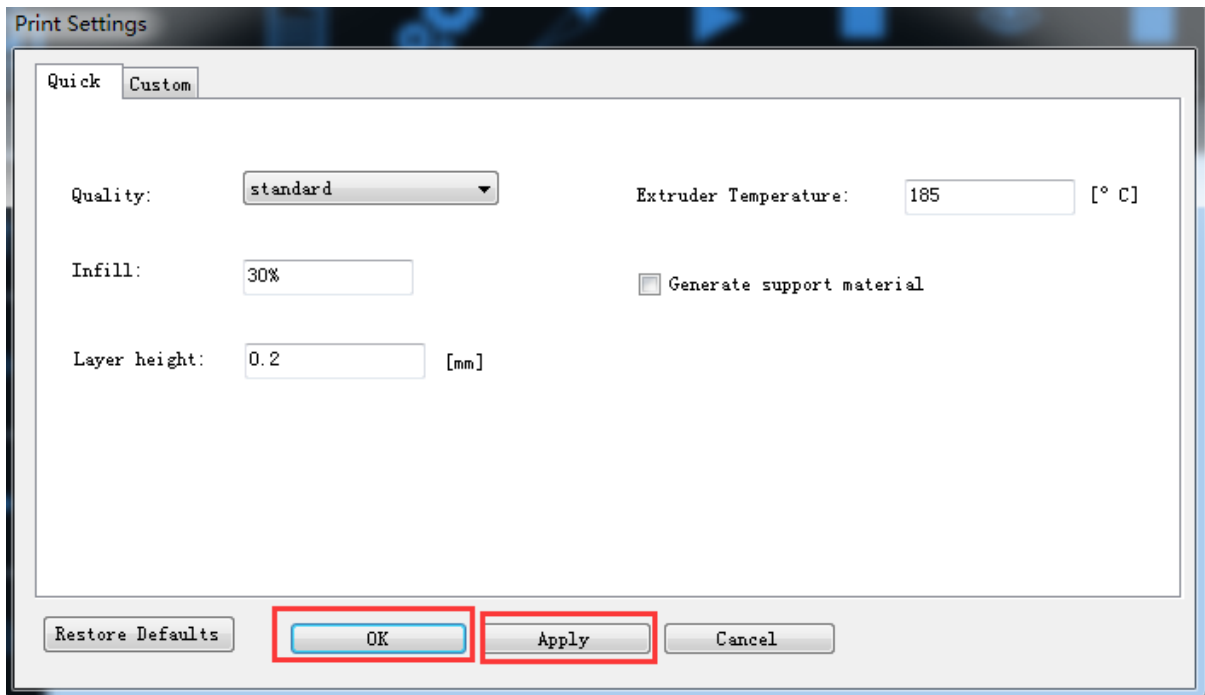 Print Settings
Quick Custom
Quality: standard Extruder Temperature: 185 [° C]
Infill: 30% Generate support material
Layer height: 0.2 [mm]
Restore Defaults OK Apply Cancel